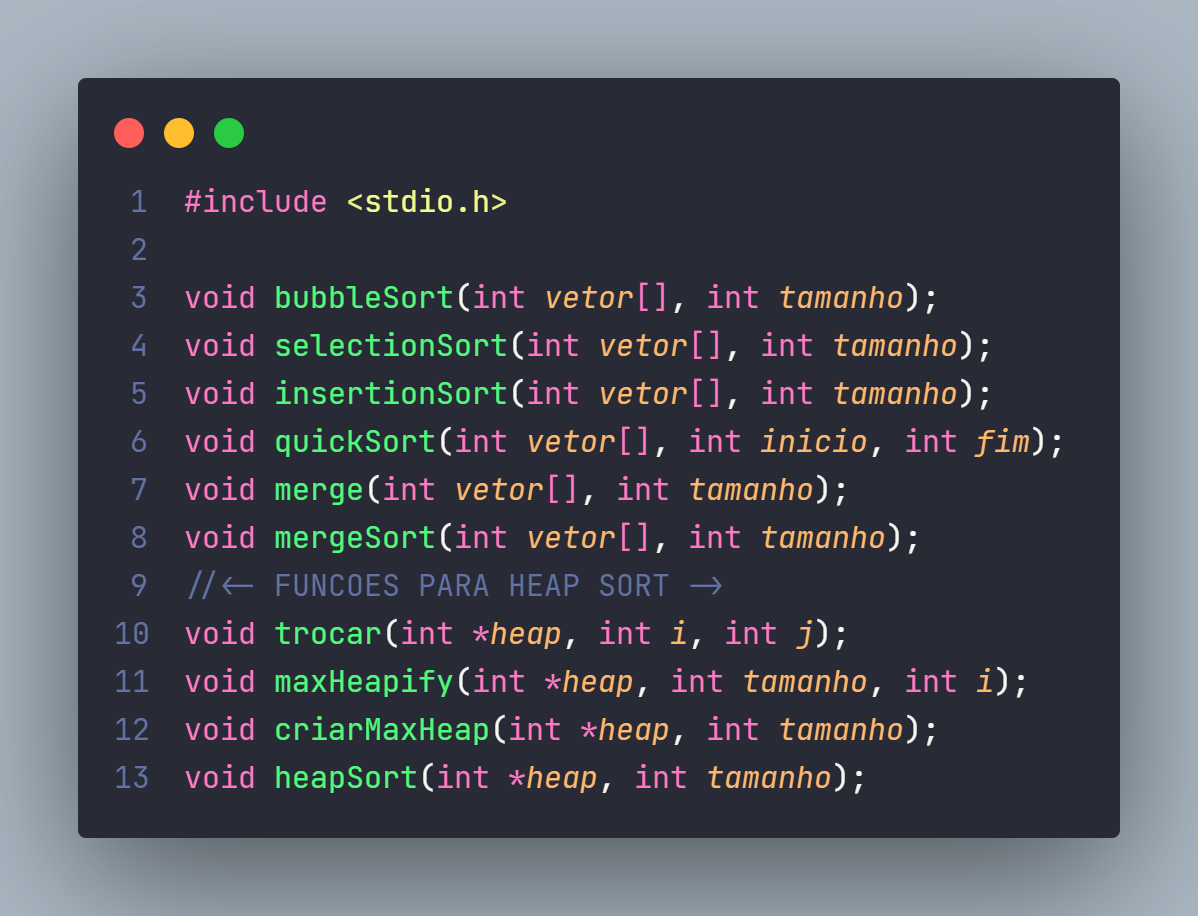 1 #include <stdio.h>
2
3 void bubbleSort(int vetor[], int tamanho);
4 void selectionSort(int vetor[], int tamanho);
5 void insertionSort(int vetor[], int tamanho);
6 void quickSort(int vetor[], int inicio, int fim);
7 void merge(int vetor[], int tamanho);
8 void mergeSort(int vetor[], int tamanho);
9 //<-- FUNCOES PARA HEAP SORT -->
10 void trocar(int *heap, int i, int j);
11 void maxHeapify(int *heap, int tamanho, int i);
12 void criarMaxHeap(int *heap, int tamanho);
13 void heapSort(int *heap, int tamanho);